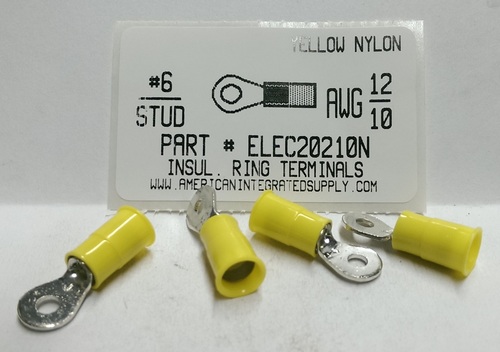 YELLOW NYLON
#6
STUD
AWG 12
10
PART # ELEC20210N
INSUL. RING TERMINALS
WWW.AMERICANINTEGRATEDSUPPLY.COM